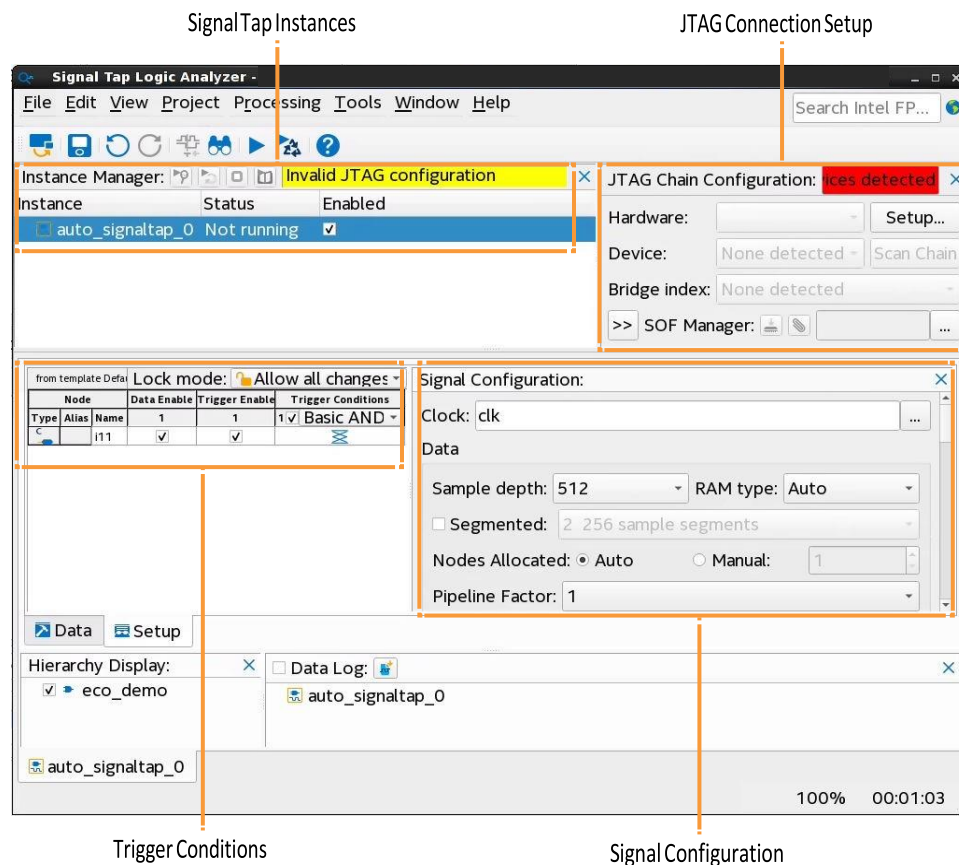 Signal Tap Instances
JTAG Connection Setup
Signal Tap Logic Analyzer -
File Edit View Project Processing Tools Window Help
Search Intel FP...
Instance Manager: Invalid JTAG configuration
JTAG Chain Configuration: ices detected
Instance Status Enabled
auto_signaltap_0 Not running
Hardware: Setup...
Device: None detected Scan Chain
Bridge index: None detected
>> SOF Manager: ...
from template Defau Lock mode: Allow all changes
Node Data Enable Trigger Enable Trigger Conditions
Type Alias Name 1 1 1 Basic AND
i11
Signal Configuration:
Clock: clk ...
Data
Sample depth: 512 RAM type: Auto
Segmented: 2 256 sample segments
Nodes Allocated: Auto Manual: 1
Pipeline Factor: 1
Data Setup
Hierarchy Display:
eco_demo
Data Log:
auto_signaltap_0
auto_signaltap_0
100% 00:01:03
Trigger Conditions
Signal Configuration